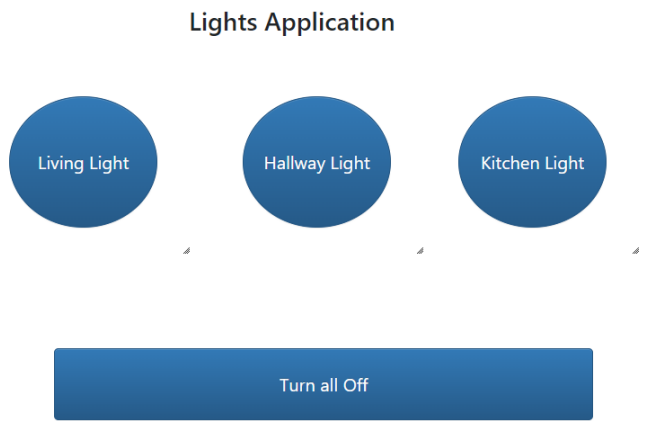 Lights Application
Living Light
Hallway Light
Kitchen Light
Turn all Off